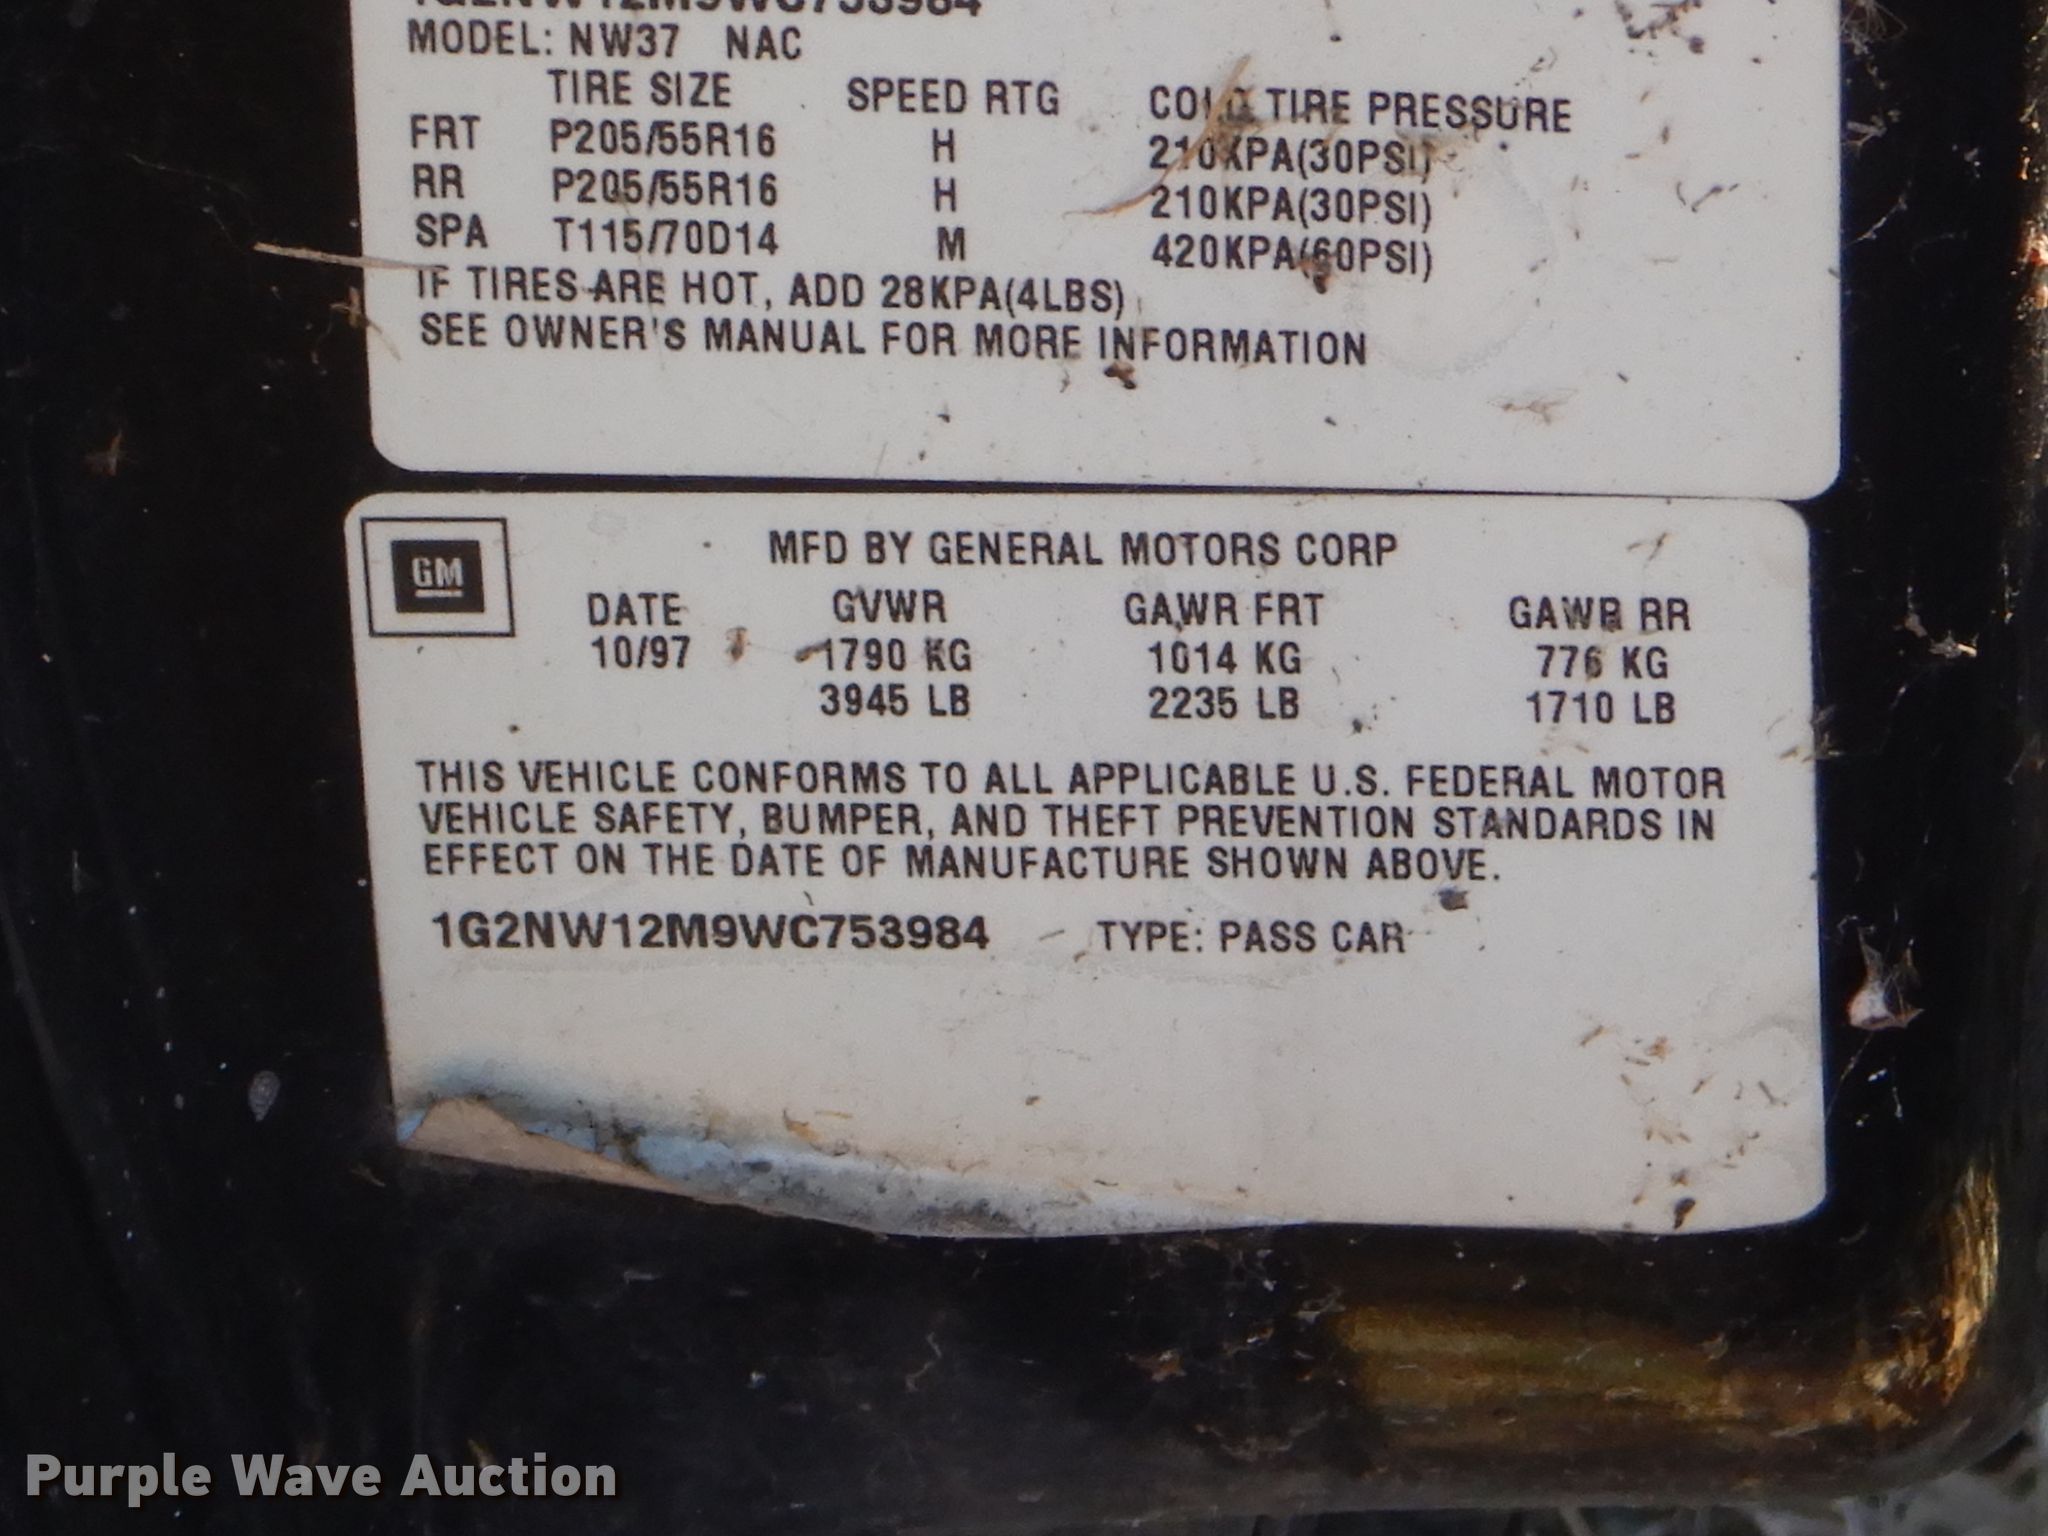 1G2NW12M9WC753984
MODEL: NW37 NAC
TIRE SIZE SPEED RTG COLD TIRE PRESSURE
FRT P205/55R16 H 210KPA(30PSI)
RR P205/55R16 H 210KPA(30PSI)
SPA T115/70D14 M 420KPA(60PSI)
IF TIRES ARE HOT, ADD 28KPA(4LBS)
SEE OWNER'S MANUAL FOR MORE INFORMATION
GM
MFD BY GENERAL MOTORS CORP
DATE GVWR GAWR FRT GAWR RR
10/97 1790 KG 1014 KG 776 KG
3945 LB 2235 LB 1710 LB
THIS VEHICLE CONFORMS TO ALL APPLICABLE U.S. FEDERAL MOTOR
VEHICLE SAFETY, BUMPER, AND THEFT PREVENTION STANDARDS IN
EFFECT ON THE DATE OF MANUFACTURE SHOWN ABOVE.
1G2NW12M9WC753984 TYPE: PASS CAR
Purple Wave Auction